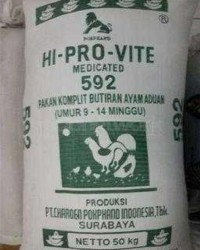 POKPHAND
®
HI-PRO-VITE
MEDICATED
592
PAKAN KOMPLIT BUTIRAN AYAM ADUAN
(UMUR 9 - 14 MINGGU)
592
592
PRODUKSI
PT. CHAROEN POKPHAND INDONESIA, Tbk.
SURABAYA
NETTO 50 KG